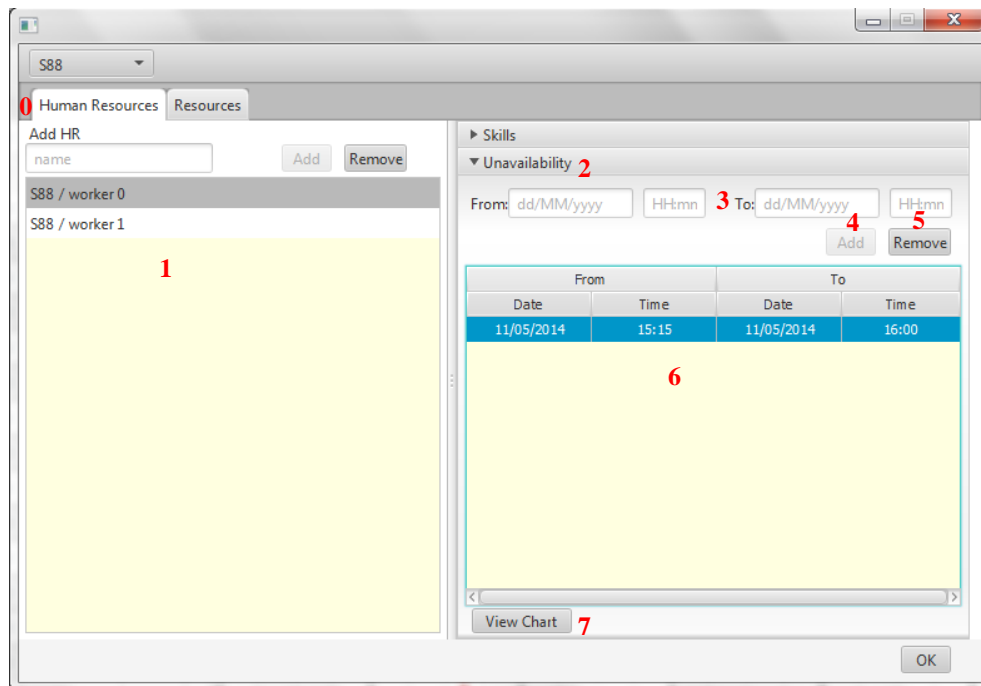 S88
0 Human Resources Resources
Add HR
name Add Remove
S88 / worker 0
S88 / worker 1
1
Skills
Unavailability 2
From: dd/MM/yyyy HH:mn 3 To: dd/MM/yyyy HH:mn
4 5
Add Remove
From To
Date Time Date Time
11/05/2014 15:15 11/05/2014 16:00
6
View Chart 7
OK